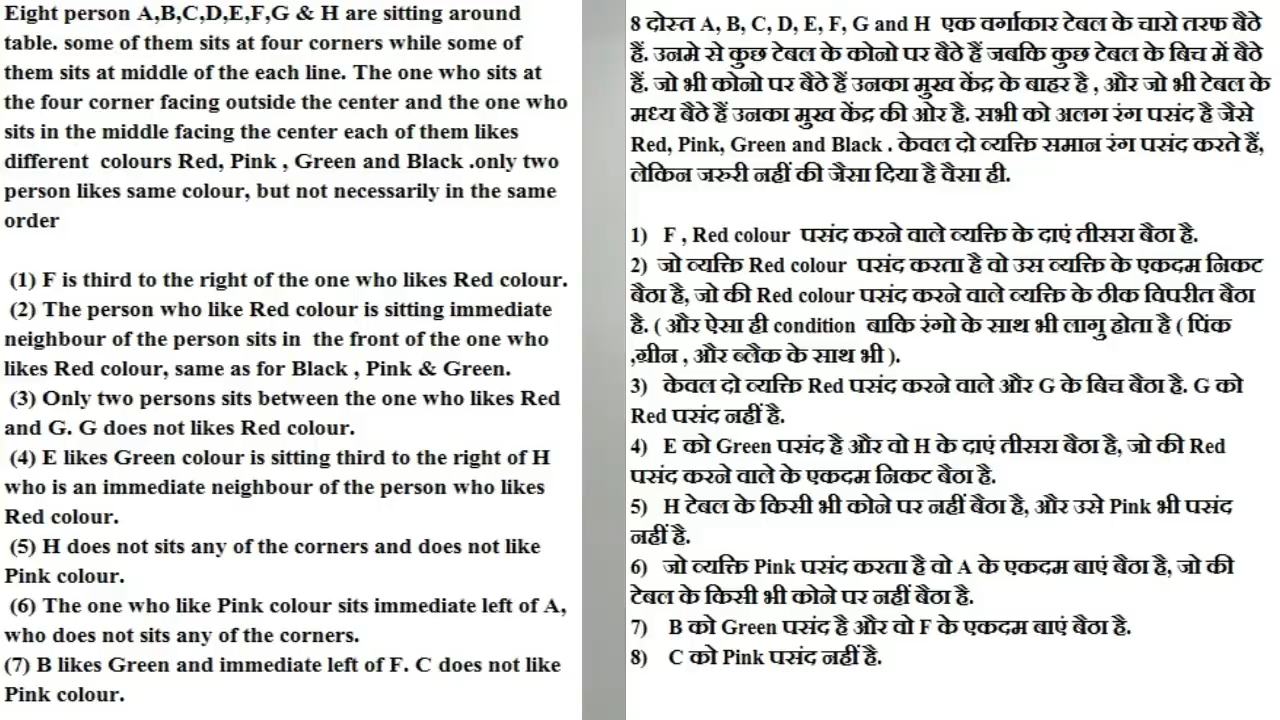 Eight person A,B,C,D,E,F,G & H are sitting around
table. some of them sits at four corners while some of
them sits at middle of the each line. The one who sits at
the four corner facing outside the center and the one who
sits in the middle facing the center each of them likes
different colours Red, Pink , Green and Black .only two
person likes same colour, but not necessarily in the same
order
(1) F is third to the right of the one who likes Red colour.
(2) The person who like Red colour is sitting immediate
neighbour of the person sits in the front of the one who
likes Red colour, same as for Black , Pink & Green.
(3) Only two persons sits between the one who likes Red
and G. G does not likes Red colour.
(4) E likes Green colour is sitting third to the right of H
who is an immediate neighbour of the person who likes
Red colour.
(5) H does not sits any of the corners and does not like
Pink colour.
(6) The one who like Pink colour sits immediate left of A,
who does not sits any of the corners.
(7) B likes Green and immediate left of F. C does not like
Pink colour.
8 दोस्त A, B, C, D, E, F, G and H एक वर्गाकार टेबल के चारो तरफ बैठे
हैं. उनमे से कुछ टेबल के कोनो पर बैठे हैं जबकि कुछ टेबल के बिच में बैठे
हैं. जो भी कोनो पर बैठे हैं उनका मुख केंद्र के बाहर है , और जो भी टेबल के
मध्य बैठे हैं उनका मुख केंद्र की ओर है. सभी को अलग रंग पसंद है जैसे
Red, Pink, Green and Black . केवल दो व्यक्ति समान रंग पसंद करते हैं,
लेकिन जरुरी नहीं की जैसा दिया है वैसा ही.
1) F , Red colour पसंद करने वाले व्यक्ति के दाएं तीसरा बैठा है.
2) जो व्यक्ति Red colour पसंद करता है वो उस व्यक्ति के एकदम निकट
बैठा है, जो की Red colour पसंद करने वाले व्यक्ति के ठीक विपरीत बैठा
है. ( और ऐसा ही condition बाकि रंगो के साथ भी लागु होता है ( पिंक
,ग्रीन , और ब्लैक के साथ भी ).
3) केवल दो व्यक्ति Red पसंद करने वाले और G के बिच बैठा है. G को
Red पसंद नहीं है.
4) E को Green पसंद है और वो H के दाएं तीसरा बैठा है, जो की Red
पसंद करने वाले के एकदम निकट बैठा है.
5) H टेबल के किसी भी कोने पर नहीं बैठा है, और उसे Pink भी पसंद
नहीं है.
6) जो व्यक्ति Pink पसंद करता है वो A के एकदम बाएं बैठा है, जो की
टेबल के किसी भी कोने पर नहीं बैठा है.
7) B को Green पसंद है और वो F के एकदम बाएं बैठा है.
8) C को Pink पसंद नहीं है.